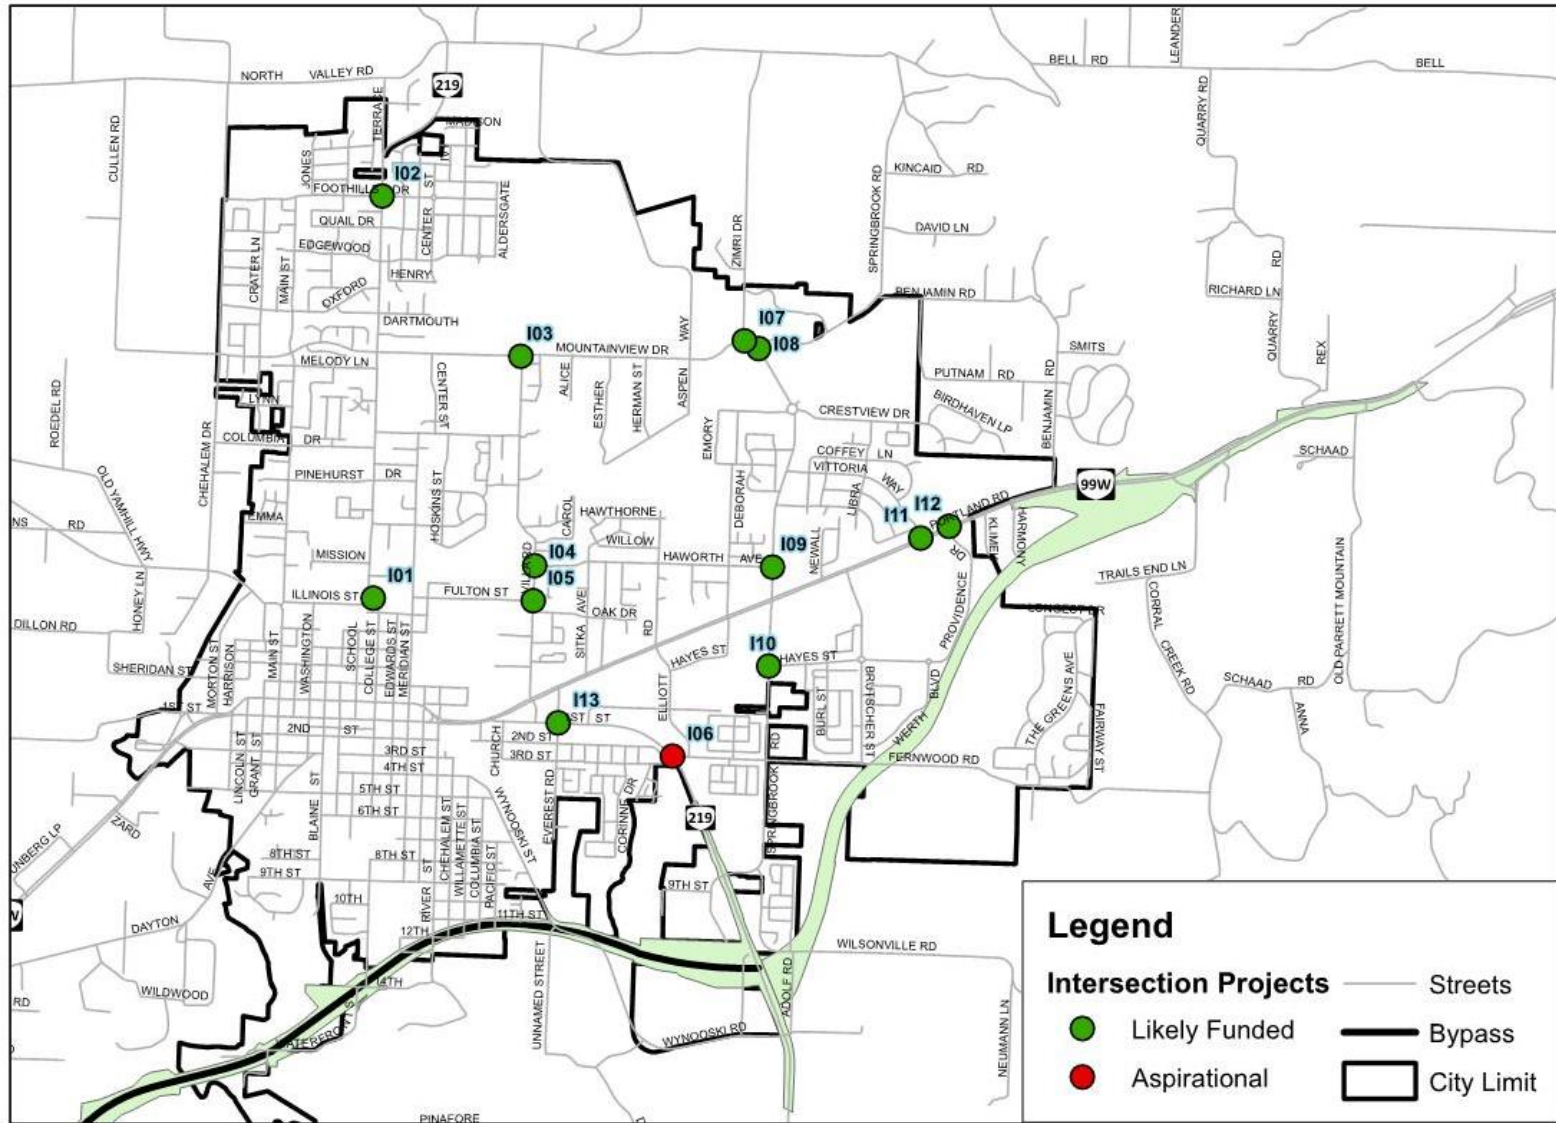 BELL RD
LEANDER
BELL
NORTH VALLEY RD
219
TERRACE
MADISON
CULLEN RD
JONES
I02
FOOTHILLS DR
ST
CENTER
ALDERSGATE
QUAIL DR
EDGEWOOD
HENRY
CRATER LN
MAIN ST
OXFORD
DARTMOUTH
QUARRY RD
KINCAID RD
SPRINGBROOK RD
DAVID LN
ZIMRI DR
BENJAMIN RD
RICHARD LN
QUARRY RD
REX
I03
MOUNTAINVIEW DR
WAY
I07
I08
SMITS
MELODY LN
CENTER ST
ALICE
ESTHER
HERMAN ST
ASPEN
PUTNAM RD
BIRDHAVEN LP
BENJAMIN RD
ROEDEL RD
LYNN
COLUMBIA DR
CHEHALEM DR
CRESTVIEW DR
EMORY
COFFEY LN
VITTORIA WAY
LIBRA
SCHAAD
99W
PINEHURST DR
OLD YAMHILL HWY
HOSKINS ST
EMMA
CAROL
HAWTHORNE
WILLOW
DEBORAH
I11
I12
PORTLAND RD
KLIMEK
HARMONY
NS RD
MISSION
I04
HAWORTH AVE
I09
NEWALL
DR
TRAILS END LN
HONEY LN
I01
ILLINOIS ST
FULTON ST
I05
SITKA AVE
OAK DR
RD
PROVIDENCE
LONGEST DR
CORRAL CREEK RD
OLD PARRETT MOUNTAIN
DILLON RD
SHERIDAN ST
MORTON ST
HARRISON
MAIN ST
WASHINGTON
SCHOOL
COLLEGE ST
EDWARDS ST
MERIDIAN ST
HAYES ST
I10
HAYES ST
BURL ST
BRUTSCHER ST
BLVD
WERTH
THE GREENS AVE
FAIRWAY ST
SCHAAD RD
ANNA
1ST ST
2ND ST
I13
ST ST
2ND ST
3RD ST
ELLIOTT
I06
FERNWOOD RD
LINCOLN ST
GRANT ST
3RD ST
4TH ST
5TH ST
6TH ST
BLAINE ST
CHURCH
EVEREST RD
CORINNE DR
219
SPRINGBROOK RD
ZARD
UNBERG LP
WYNOOSKI ST
CHEHALEM ST
WILLAMETTE ST
COLUMBIA ST
PACIFIC ST
8TH ST
8TH ST
9TH ST
9TH ST
RIVER ST
AVE
10TH
11TH ST
12TH
DAYTON
WILSONVILLE RD
ADOLF RD
WILDWOOD
14TH
UNNAMED STREET
WATERFRONT ST
WYNOOSKI RD
NEUMANN LN
RD
PINAFORE
Legend
Intersection Projects
Likely Funded
Aspirational
Streets
Bypass
City Limit